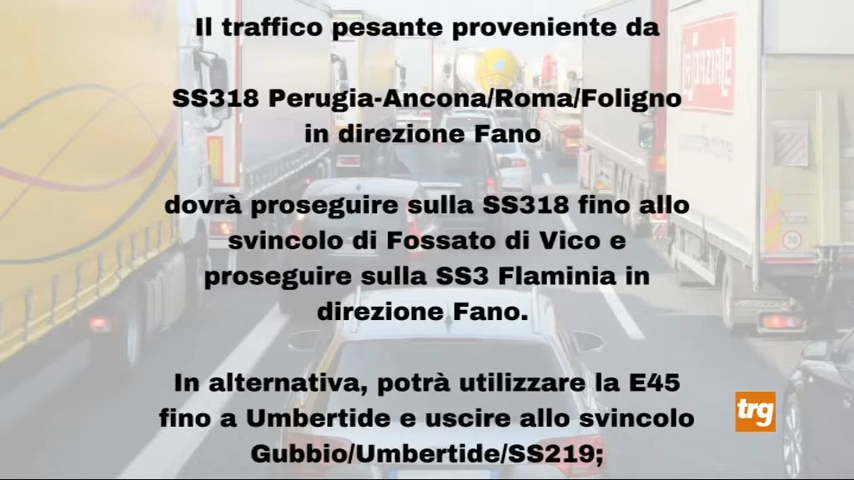 Il traffico pesante proveniente da
SS318 Perugia-Ancona/Roma/Foligno
in direzione Fano
dovrà proseguire sulla SS318 fino allo
svincolo di Fossato di Vico e
proseguire sulla SS3 Flaminia in
direzione Fano.
In alternativa, potrà utilizzare la E45
fino a Umbertide e uscire allo svincolo
Gubbio/Umbertide/SS219;
trg